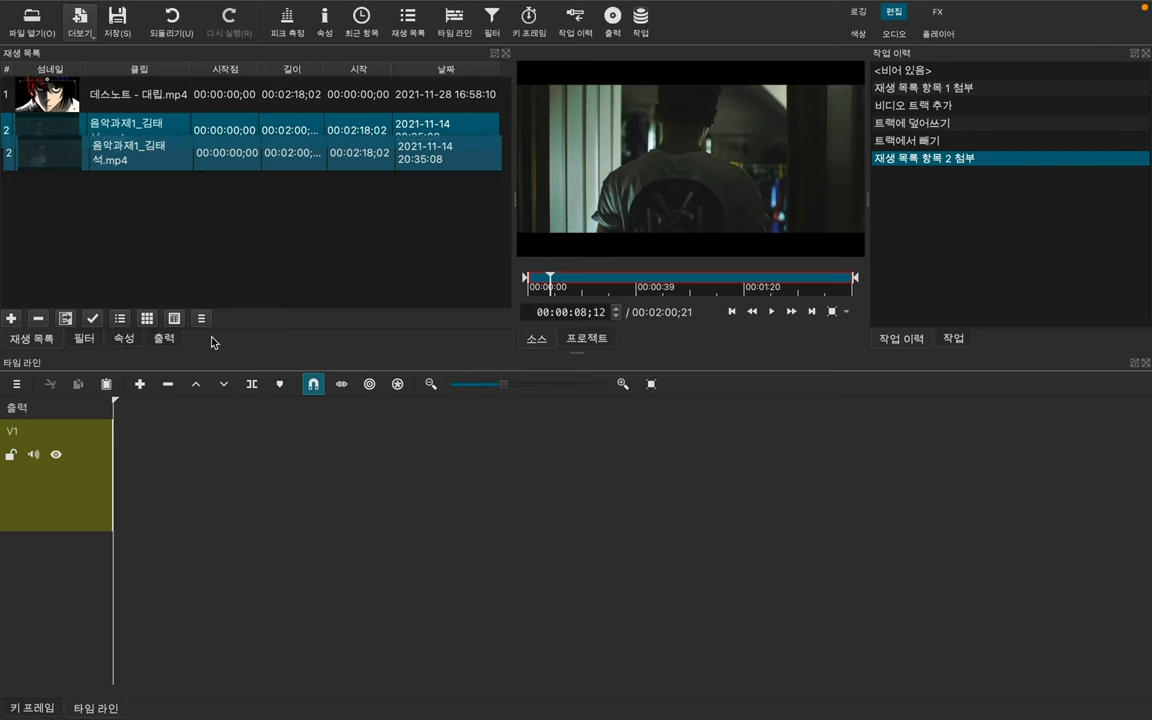 파일 열기(O)
더보기
저장(S)
되돌리기(U)
다시 실행(R)
피크 측정
속성
최근 항목
재생 목록
타임 라인
필터
키 프레임
작업 이력
출력
작업
로깅
편집
FX
색상
오디오
플레이어
재생 목록
# 섬네일 클립 시작점 길이 시작 날짜
1 데스노트 - 대립.mp4 00:00:00;00 00:02:18;02 00:00:00;00 2021-11-28 16:58:10
2 음악과제1_김태 00:00:00;00 00:02:00;... 00:02:18;02 2021-11-14
2 음악과제1_김태 00:00:00;00 00:02:00;... 00:02:18;02 2021-11-14
석.mp4 20:35:08
재생 목록 필터 속성 출력
00:00:00 00:00:39 00:01:20
00:00:08;12 / 00:02:00;21
소스 프로젝트
작업 이력
<비어 있음>
재생 목록 항목 1 첨부
비디오 트랙 추가
트랙에 덮어쓰기
트랙에서 빼기
재생 목록 항목 2 첨부
작업 이력 작업
타임 라인
출력
V1
키 프레임 타임 라인